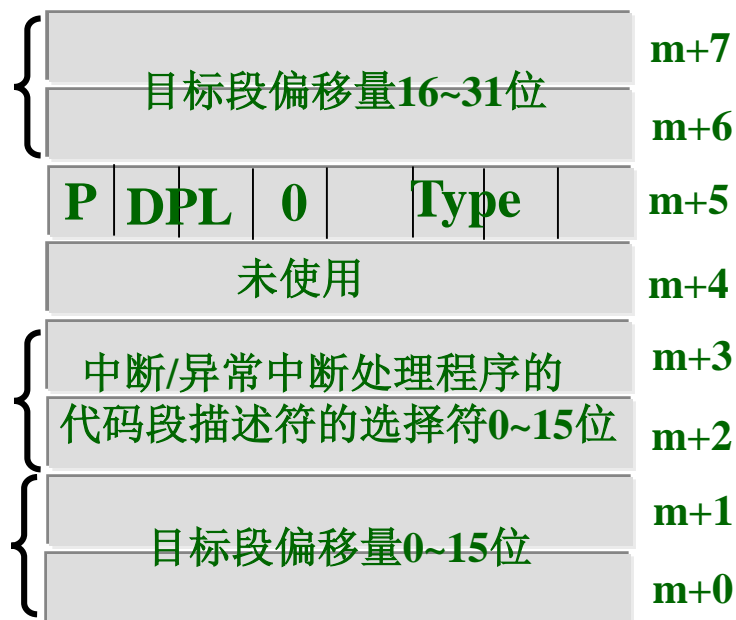 m+7
目标段偏移量16~31位
m+6
P DPL 0 Type m+5
未使用 m+4
m+3
中断/异常中断处理程序的
代码段描述符的选择符0~15位
m+2
m+1
目标段偏移量0~15位
m+0